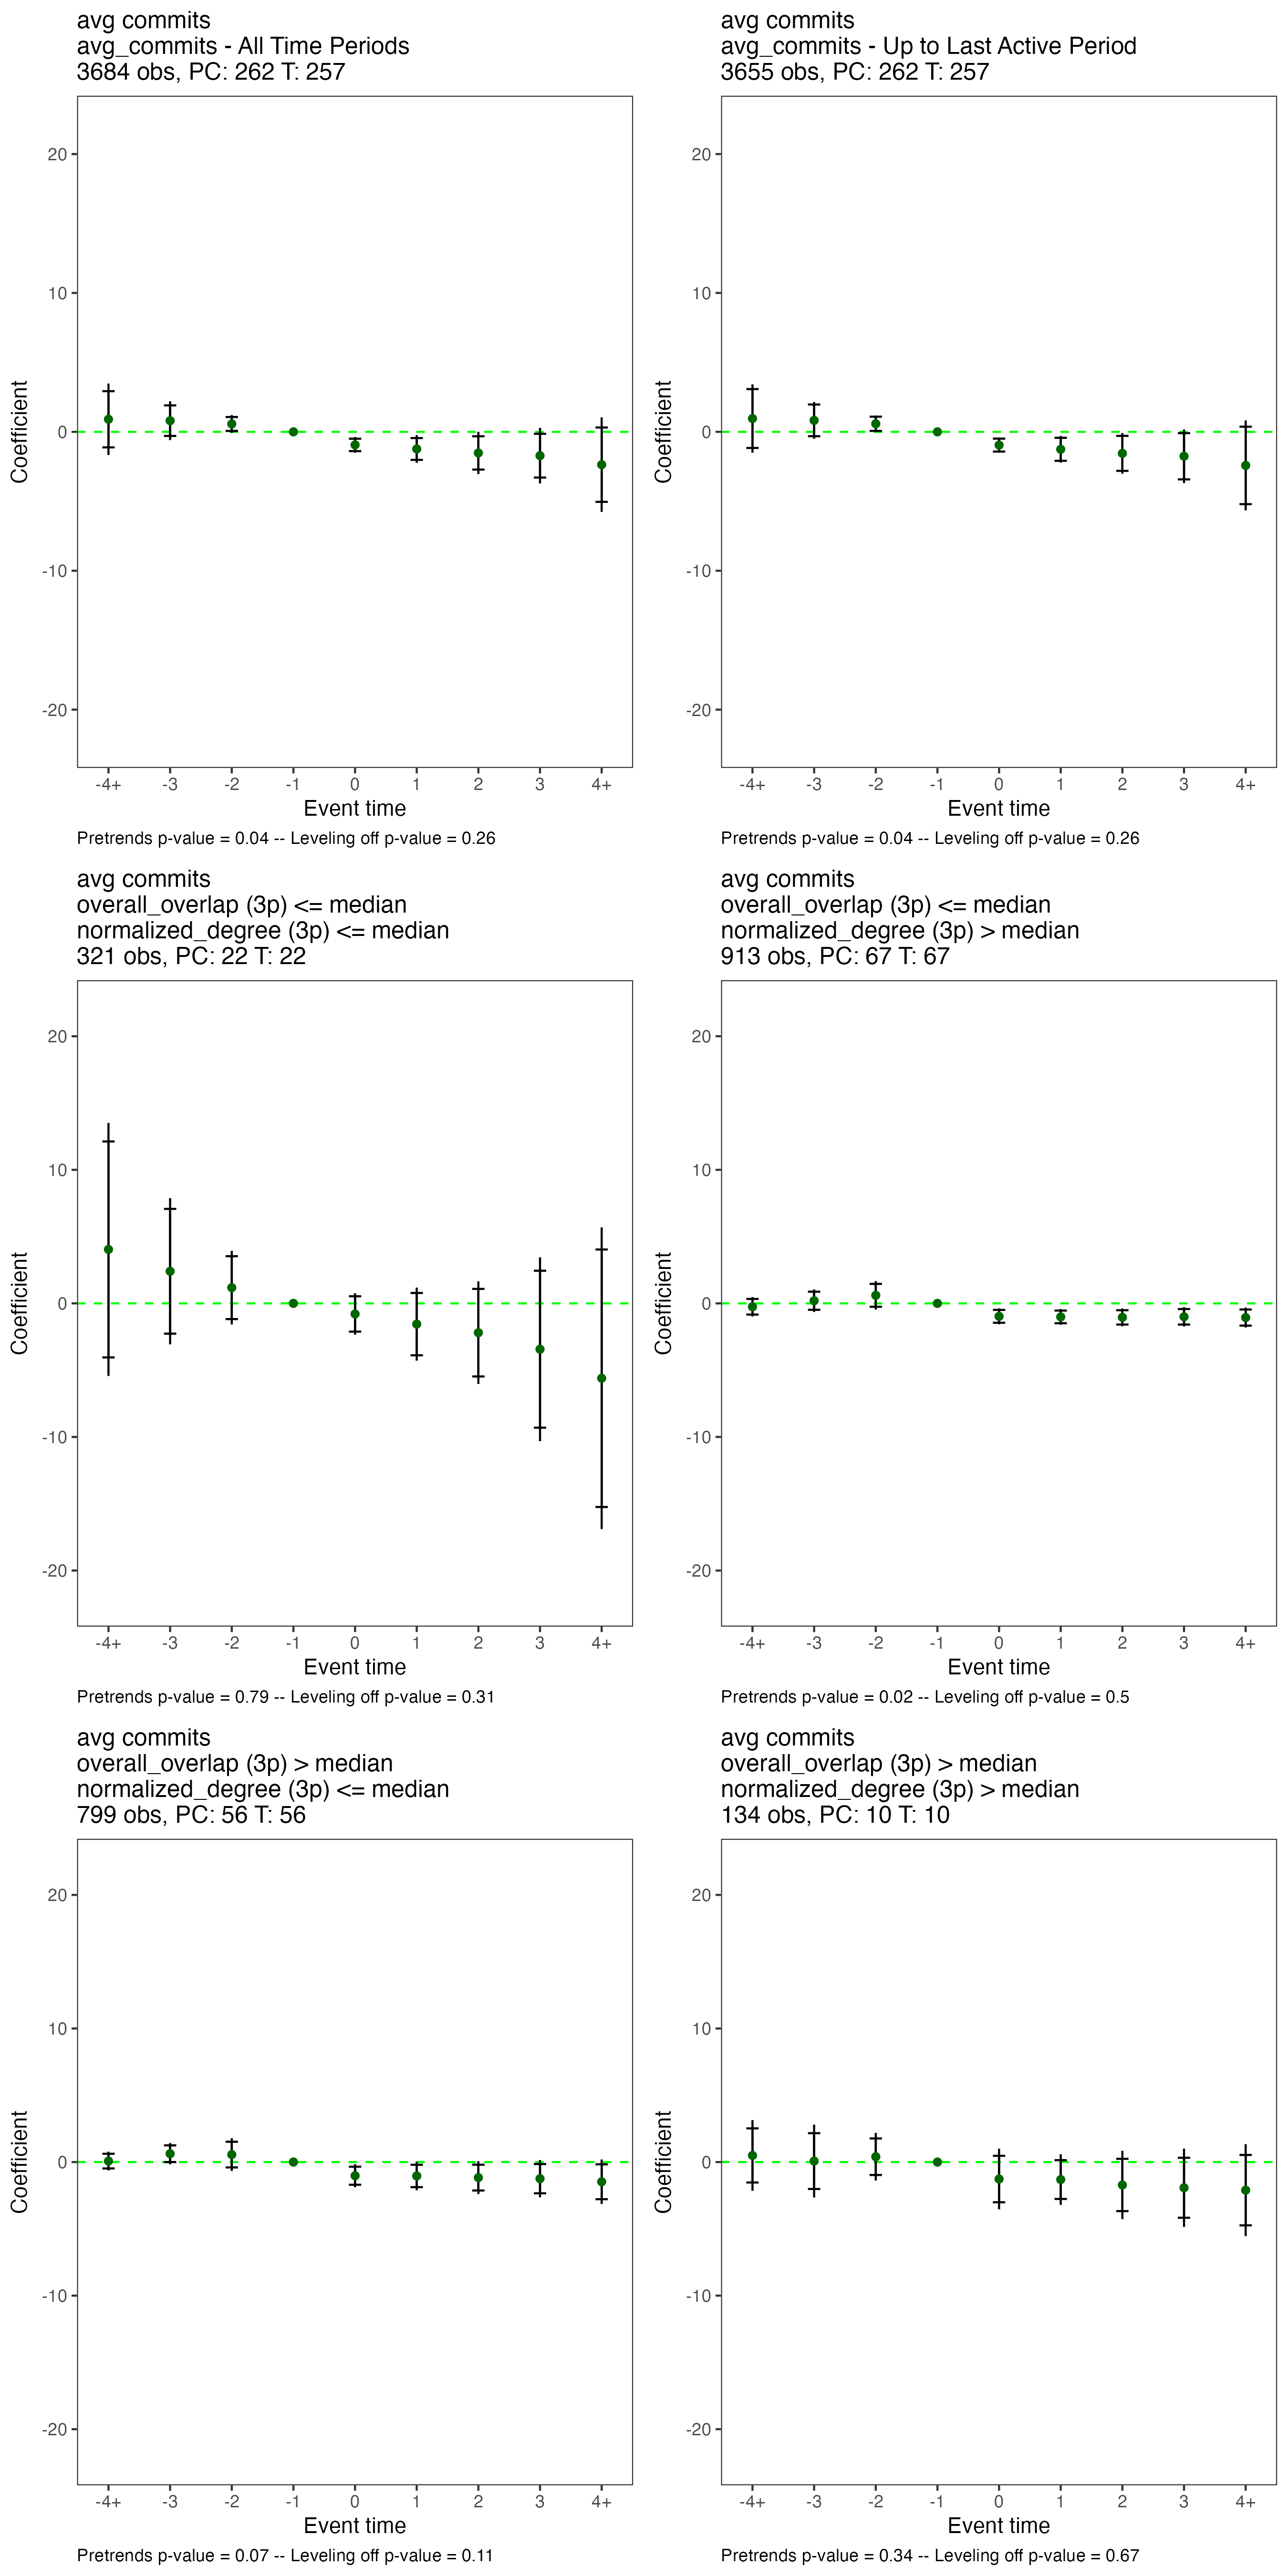 avg commits
avg_commits - All Time Periods
3684 obs, PC: 262 T: 257
20
10
0
-10
-20
Coefficient
-4+ -3 -2 -1 0 1 2 3 4+
Event time
Pretrends p-value = 0.04 -- Leveling off p-value = 0.26
avg commits
avg_commits - Up to Last Active Period
3655 obs, PC: 262 T: 257
20
10
0
-10
-20
Coefficient
-4+ -3 -2 -1 0 1 2 3 4+
Event time
Pretrends p-value = 0.04 -- Leveling off p-value = 0.26
avg commits
overall_overlap (3p) <= median
normalized_degree (3p) <= median
321 obs, PC: 22 T: 22
20
10
0
-10
-20
Coefficient
-4+ -3 -2 -1 0 1 2 3 4+
Event time
Pretrends p-value = 0.79 -- Leveling off p-value = 0.31
avg commits
overall_overlap (3p) <= median
normalized_degree (3p) > median
913 obs, PC: 67 T: 67
20
10
0
-10
-20
Coefficient
-4+ -3 -2 -1 0 1 2 3 4+
Event time
Pretrends p-value = 0.02 -- Leveling off p-value = 0.5
avg commits
overall_overlap (3p) > median
normalized_degree (3p) <= median
799 obs, PC: 56 T: 56
20
10
0
-10
-20
Coefficient
-4+ -3 -2 -1 0 1 2 3 4+
Event time
Pretrends p-value = 0.07 -- Leveling off p-value = 0.11
avg commits
overall_overlap (3p) > median
normalized_degree (3p) > median
134 obs, PC: 10 T: 10
20
10
0
-10
-20
Coefficient
-4+ -3 -2 -1 0 1 2 3 4+
Event time
Pretrends p-value = 0.34 -- Leveling off p-value = 0.67